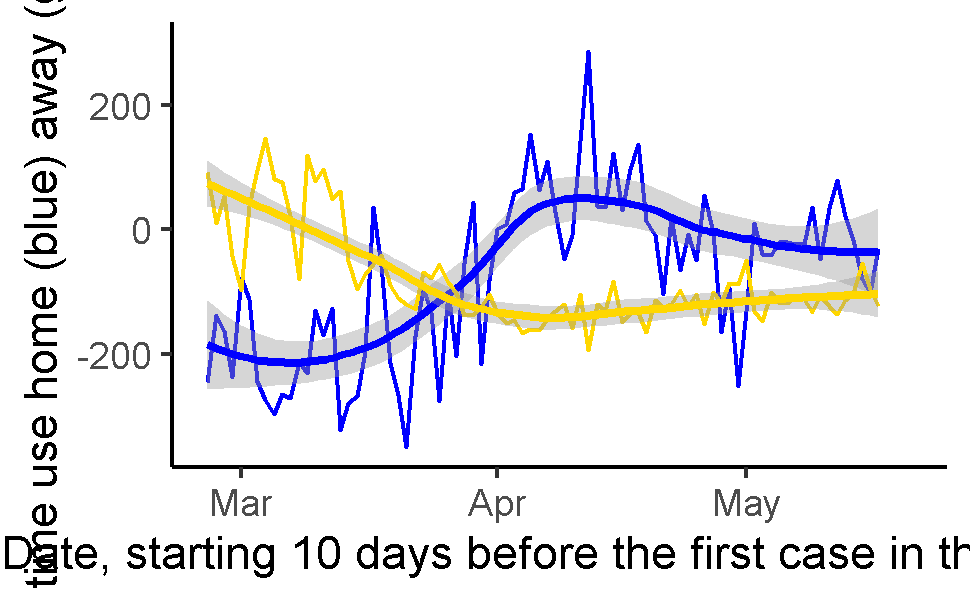 time use home (blue) away (
200
0
-200
Mar Apr May
Date, starting 10 days before the first case in th